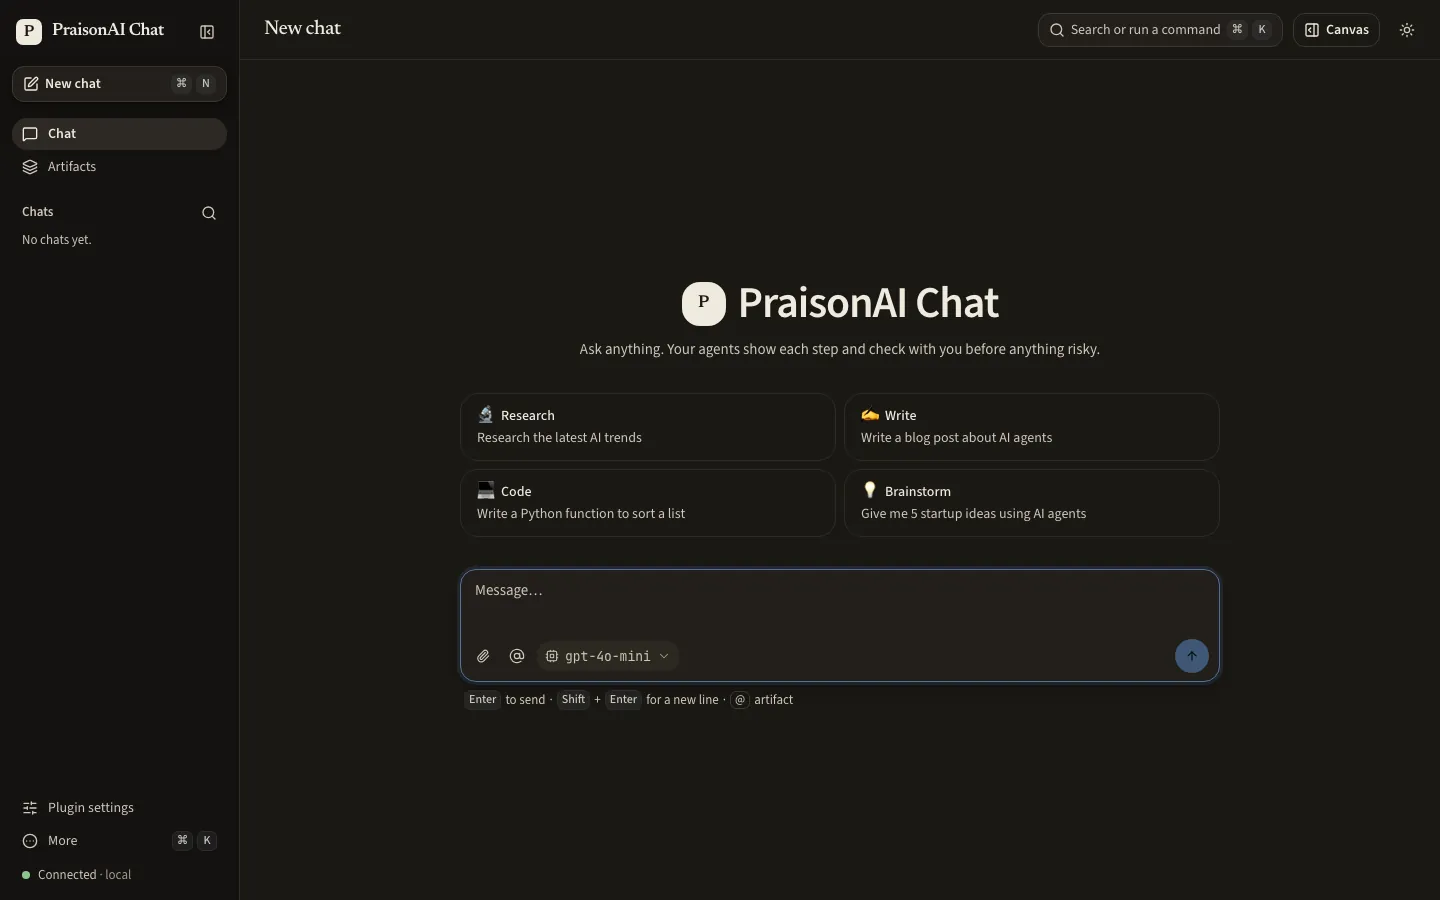 P PraisonAI Chat
New chat ⌘ N
Chat
Artifacts
Chats
No chats yet.
Plugin settings
More ⌘ K
Connected · local
New chat
Search or run a command ⌘ K
Canvas
P PraisonAI Chat
Ask anything. Your agents show each step and check with you before anything risky.
Research
Research the latest AI trends
Write
Write a blog post about AI agents
Code
Write a Python function to sort a list
Brainstorm
Give me 5 startup ideas using AI agents
Message…
gpt-4o-mini
Enter to send · Shift + Enter for a new line · @ artifact